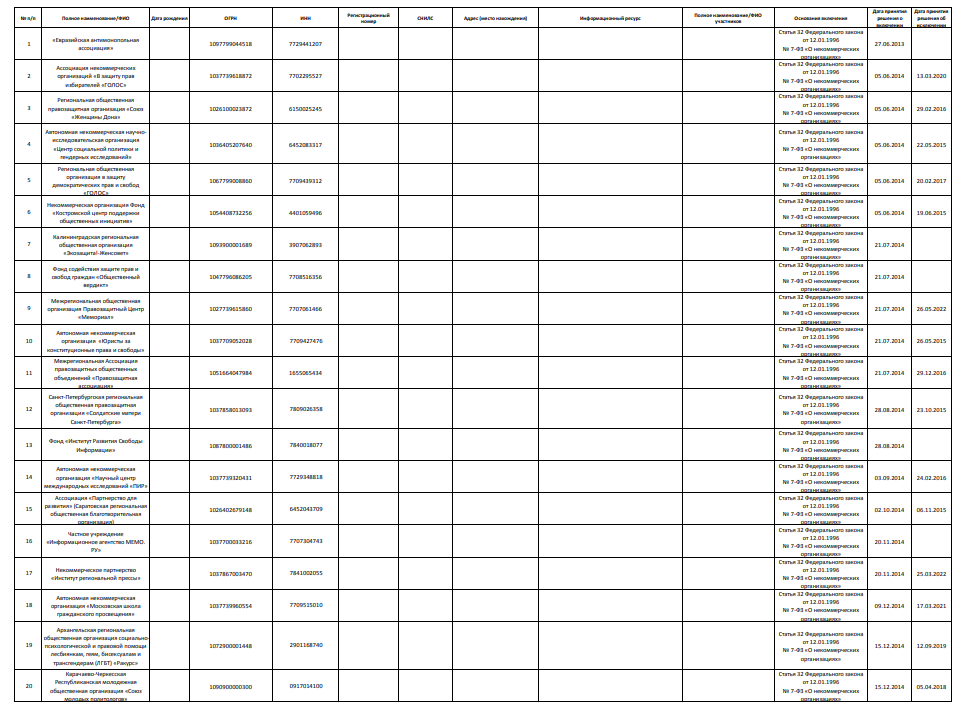 № п/п
Полное наименование/ФИО
Дата рождения
ОГРН
ИНН
Регистрационный
номер
СНИЛС
Адрес (место нахождения)
Информационный ресурс
Полное наименование/ФИО
участников
Основания включения
Дата принятия
решения о
включении
Дата принятия
решения об
исключении
1
«Евразийская антимонопольная
ассоциация»
1097799044518
7729441207
Статья 32 Федерального закона
от 12.01.1996
№ 7-ФЗ «О некоммерческих
организациях»
27.06.2013
2
Ассоциация некоммерческих
организаций «В защиту прав
избирателей «ГОЛОС»
1037739618872
7702295527
Статья 32 Федерального закона
от 12.01.1996
№ 7-ФЗ «О некоммерческих
организациях»
05.06.2014
13.03.2020
3
Региональная общественная
правозащитная организация «Союз
«Женщины Дона»
1026100023872
6150025245
Статья 32 Федерального закона
от 12.01.1996
№ 7-ФЗ «О некоммерческих
организациях»
05.06.2014
29.02.2016
4
Автономная некоммерческая научно-
исследовательская организация
«Центр социальной политики и
гендерных исследований»
1036405207640
6452083317
Статья 32 Федерального закона
от 12.01.1996
№ 7-ФЗ «О некоммерческих
организациях»
05.06.2014
22.05.2015
5
Региональная общественная
организация в защиту
демократических прав и свобод
«ГОЛОС»
1067799008860
7709439312
Статья 32 Федерального закона
от 12.01.1996
№ 7-ФЗ «О некоммерческих
организациях»
05.06.2014
20.02.2017
6
Некоммерческая организация Фонд
«Костромской центр поддержки
общественных инициатив»
1054408732256
4401059496
Статья 32 Федерального закона
от 12.01.1996
№ 7-ФЗ «О некоммерческих
организациях»
05.06.2014
19.06.2015
7
Калининградская региональная
общественная организация
«Экозащита!-Женсовет»
1093900001689
3907062893
Статья 32 Федерального закона
от 12.01.1996
№ 7-ФЗ «О некоммерческих
организациях»
21.07.2014
8
Фонд содействия защите прав и
свобод граждан «Общественный
вердикт»
1047796086205
7708516356
Статья 32 Федерального закона
от 12.01.1996
№ 7-ФЗ «О некоммерческих
организациях»
21.07.2014
9
Межрегиональная общественная
организация Правозащитный Центр
«Мемориал»
1027739615860
7707061466
Статья 32 Федерального закона
от 12.01.1996
№ 7-ФЗ «О некоммерческих
организациях»
21.07.2014
26.05.2022
10
Автономная некоммерческая
организация «Юристы за
конституционные права и свободы»
1037709052028
7709427476
Статья 32 Федерального закона
от 12.01.1996
№ 7-ФЗ «О некоммерческих
организациях»
21.07.2014
26.05.2015
11
Межрегиональная Ассоциация
правозащитных общественных
объединений «Правозащитная
ассоциация»
1051664047984
1655065434
Статья 32 Федерального закона
от 12.01.1996
№ 7-ФЗ «О некоммерческих
организациях»
21.07.2014
29.12.2016
12
Санкт-Петербургская региональная
общественная правозащитная
организация «Солдатские матери
Санкт-Петербурга»
1037858013093
7809026358
Статья 32 Федерального закона
от 12.01.1996
№ 7-ФЗ «О некоммерческих
организациях»
28.08.2014
23.10.2015
13
Фонд «Институт Развития Свободы
Информации»
1087800001486
7840018077
Статья 32 Федерального закона
от 12.01.1996
№ 7-ФЗ «О некоммерческих
организациях»
28.08.2014
14
Автономная некоммерческая
организация «Научный центр
международных исследований «ПИР»
1037739320431
7729348818
Статья 32 Федерального закона
от 12.01.1996
№ 7-ФЗ «О некоммерческих
организациях»
03.09.2014
24.02.2016
15
Ассоциация «Партнерство для
развития» (Саратовская региональная
общественная благотворительная
организация)
1026402679148
6452043709
Статья 32 Федерального закона
от 12.01.1996
№ 7-ФЗ «О некоммерческих
организациях»
02.10.2014
06.11.2015
16
Частное учреждение
«Информационное агентство МЕМО.
РУ»
1037700033216
7707304743
Статья 32 Федерального закона
от 12.01.1996
№ 7-ФЗ «О некоммерческих
организациях»
20.11.2014
17
Некоммерческое партнерство
«Институт региональной прессы»
1037867003470
7841002055
Статья 32 Федерального закона
от 12.01.1996
№ 7-ФЗ «О некоммерческих
организациях»
20.11.2014
25.03.2022
18
Автономная некоммерческая
организация «Московская школа
гражданского просвещения»
1037739960554
7709515010
Статья 32 Федерального закона
от 12.01.1996
№ 7-ФЗ «О некоммерческих
организациях»
09.12.2014
17.03.2021
19
Архангельская региональная
общественная организация социально-
психологической и правовой помощи
лесбиянкам, геям, бисексуалам и
трансгендерам (ЛГБТ) «Ракурс»
1072900001448
2901168740
Статья 32 Федерального закона
от 12.01.1996
№ 7-ФЗ «О некоммерческих
организациях»
15.12.2014
12.09.2019
20
Карачаево-Черкесская
Республиканская молодежная
общественная организация «Союз
молодых политологов»
1090900000300
0917014100
Статья 32 Федерального закона
от 12.01.1996
№ 7-ФЗ «О некоммерческих
организациях»
15.12.2014
05.04.2018